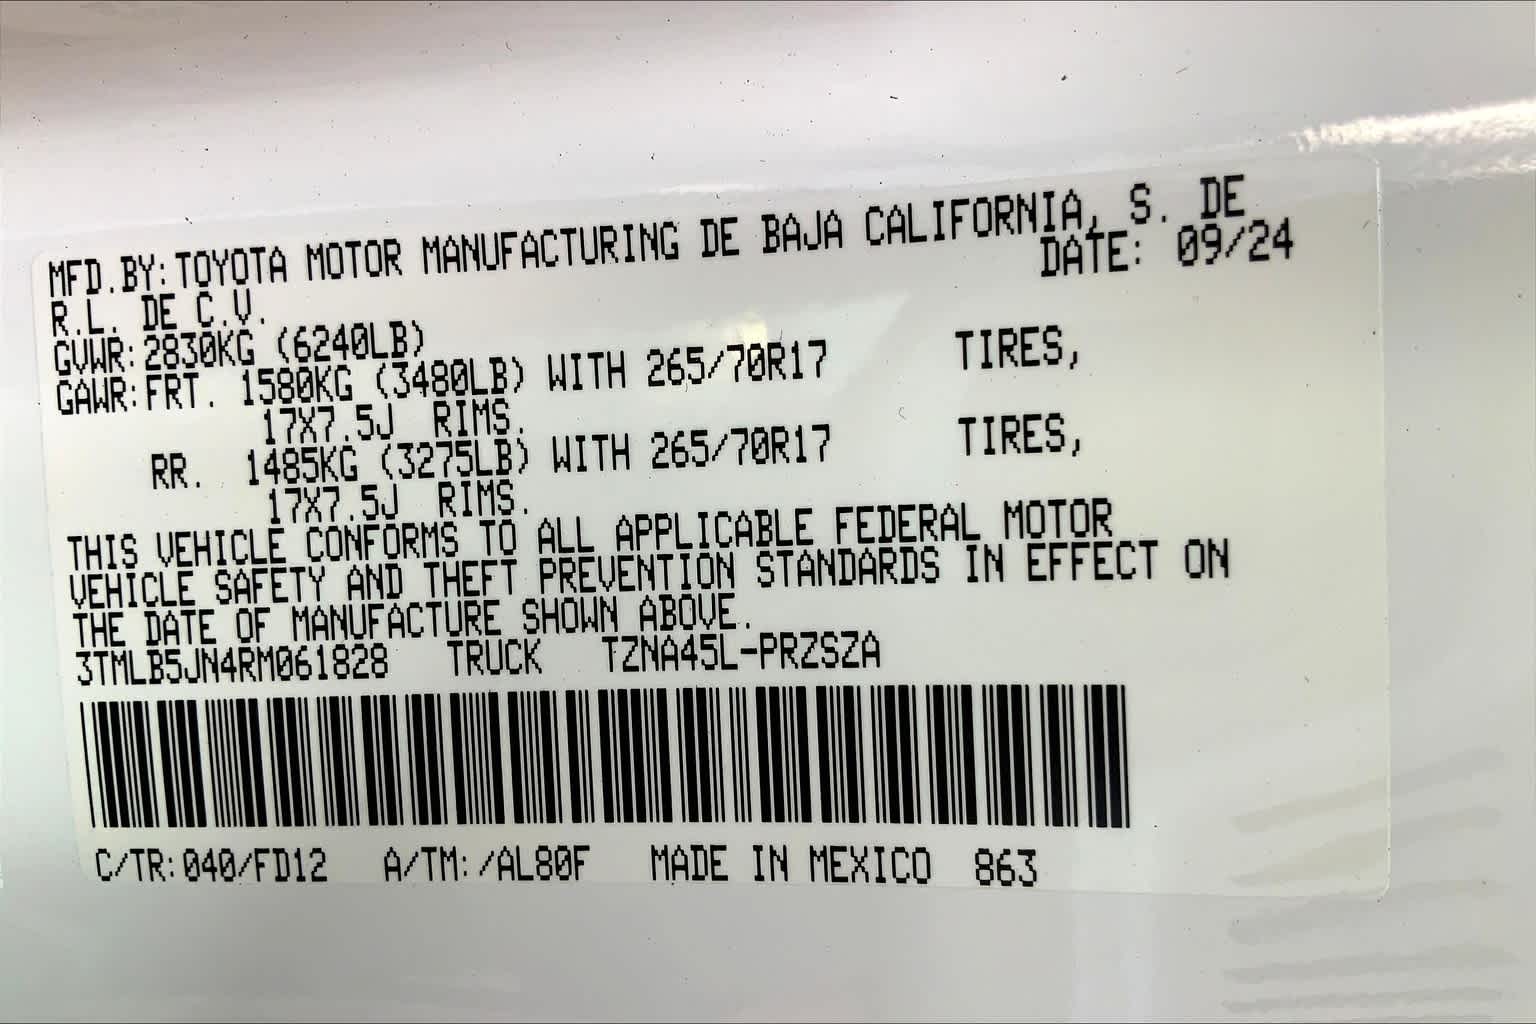 MFD.BY:TOYOTA MOTOR MANUFACTURING DE BAJA CALIFORNIA, S. DE
R.L. DE C.V. DATE: 09/24
GVWR:2830KG (6240LB)
GAWR:FRT. 1580KG (3480LB) WITH 265/70R17 TIRES,
17X7.5J RIMS.
RR. 1485KG (3275LB) WITH 265/70R17 TIRES,
17X7.5J RIMS.
THIS VEHICLE CONFORMS TO ALL APPLICABLE FEDERAL MOTOR
VEHICLE SAFETY AND THEFT PREVENTION STANDARDS IN EFFECT ON
THE DATE OF MANUFACTURE SHOWN ABOVE.
3TMLB5JN4RM061828 TRUCK TZNA45L-PRZSZA
C/TR:040/FD12 A/TM:/AL80F MADE IN MEXICO 863